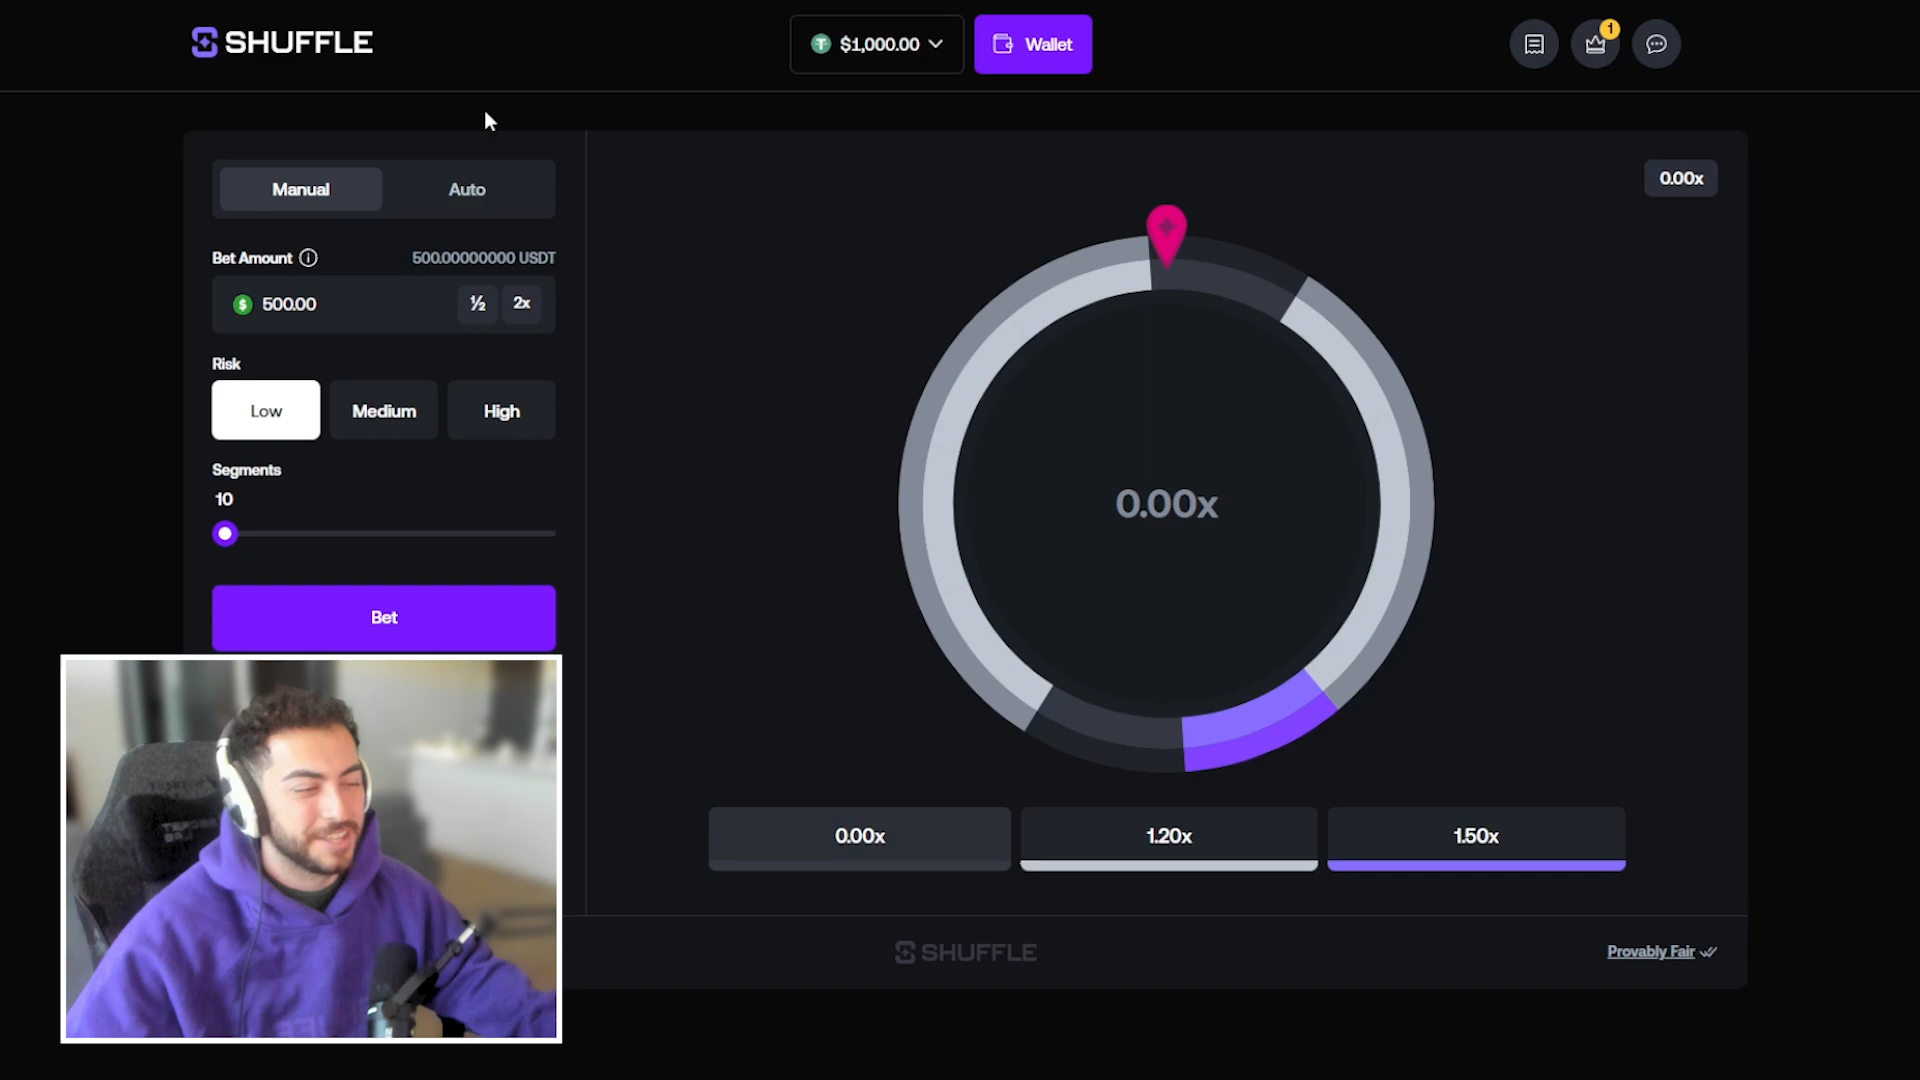 SHUFFLE
$1,000.00
Wallet
1
Manual
Auto
0.00x
Bet Amount
500.00000000 USDT
$ 500.00
½
2x
Risk
Low
Medium
High
Segments
10
0.00x
Bet
0.00x
1.20x
1.50x
SHUFFLE
Provably Fair